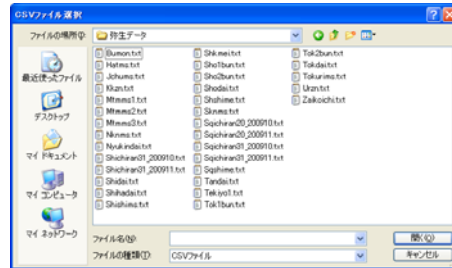 CSVファイル選択
ファイルの場所(I):
弥生データ
最近使ったファイル
デスクトップ
マイ ドキュメント
マイ コンピュータ
マイ ネットワーク
Bumon.txt
Hatms.txt
Jchums.txt
Kkzn.txt
Mtmms1.txt
Mtmms2.txt
Mtmms3.txt
Nknms.txt
Nyukindai.txt
Shichiran31_200910.txt
Shichiran31_200911.txt
Shidai.txt
Shihadai.txt
Shishims.txt
Shkmei.txt
Sho1bun.txt
Sho2bun.txt
Shodai.txt
Shshime.txt
Sknms.txt
Sqichiran20_200910.txt
Sqichiran20_200911.txt
Sqichiran31_200910.txt
Sqichiran31_200911.txt
Sqshime.txt
Tandai.txt
Tekiyo1.txt
Tok1bun.txt
Tok2bun.txt
Tokdai.txt
Tokurims.txt
Urzn.txt
Zaikoichi.txt
ファイル名(N):
開く(O)
ファイルの種類(T):
CSVファイル
キャンセル